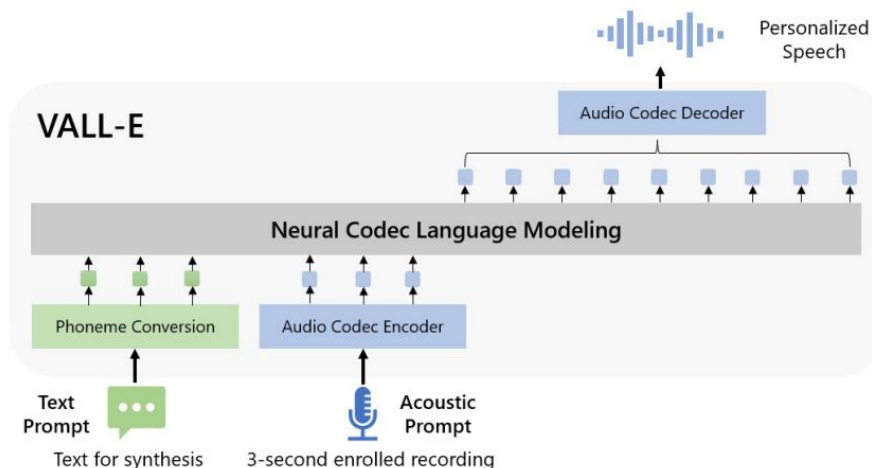 Personalized
Speech
Audio Codec Decoder
VALL-E
Neural Codec Language Modeling
Phoneme Conversion
Audio Codec Encoder
Text
Prompt
Acoustic
Prompt
Text for synthesis
3-second enrolled recording